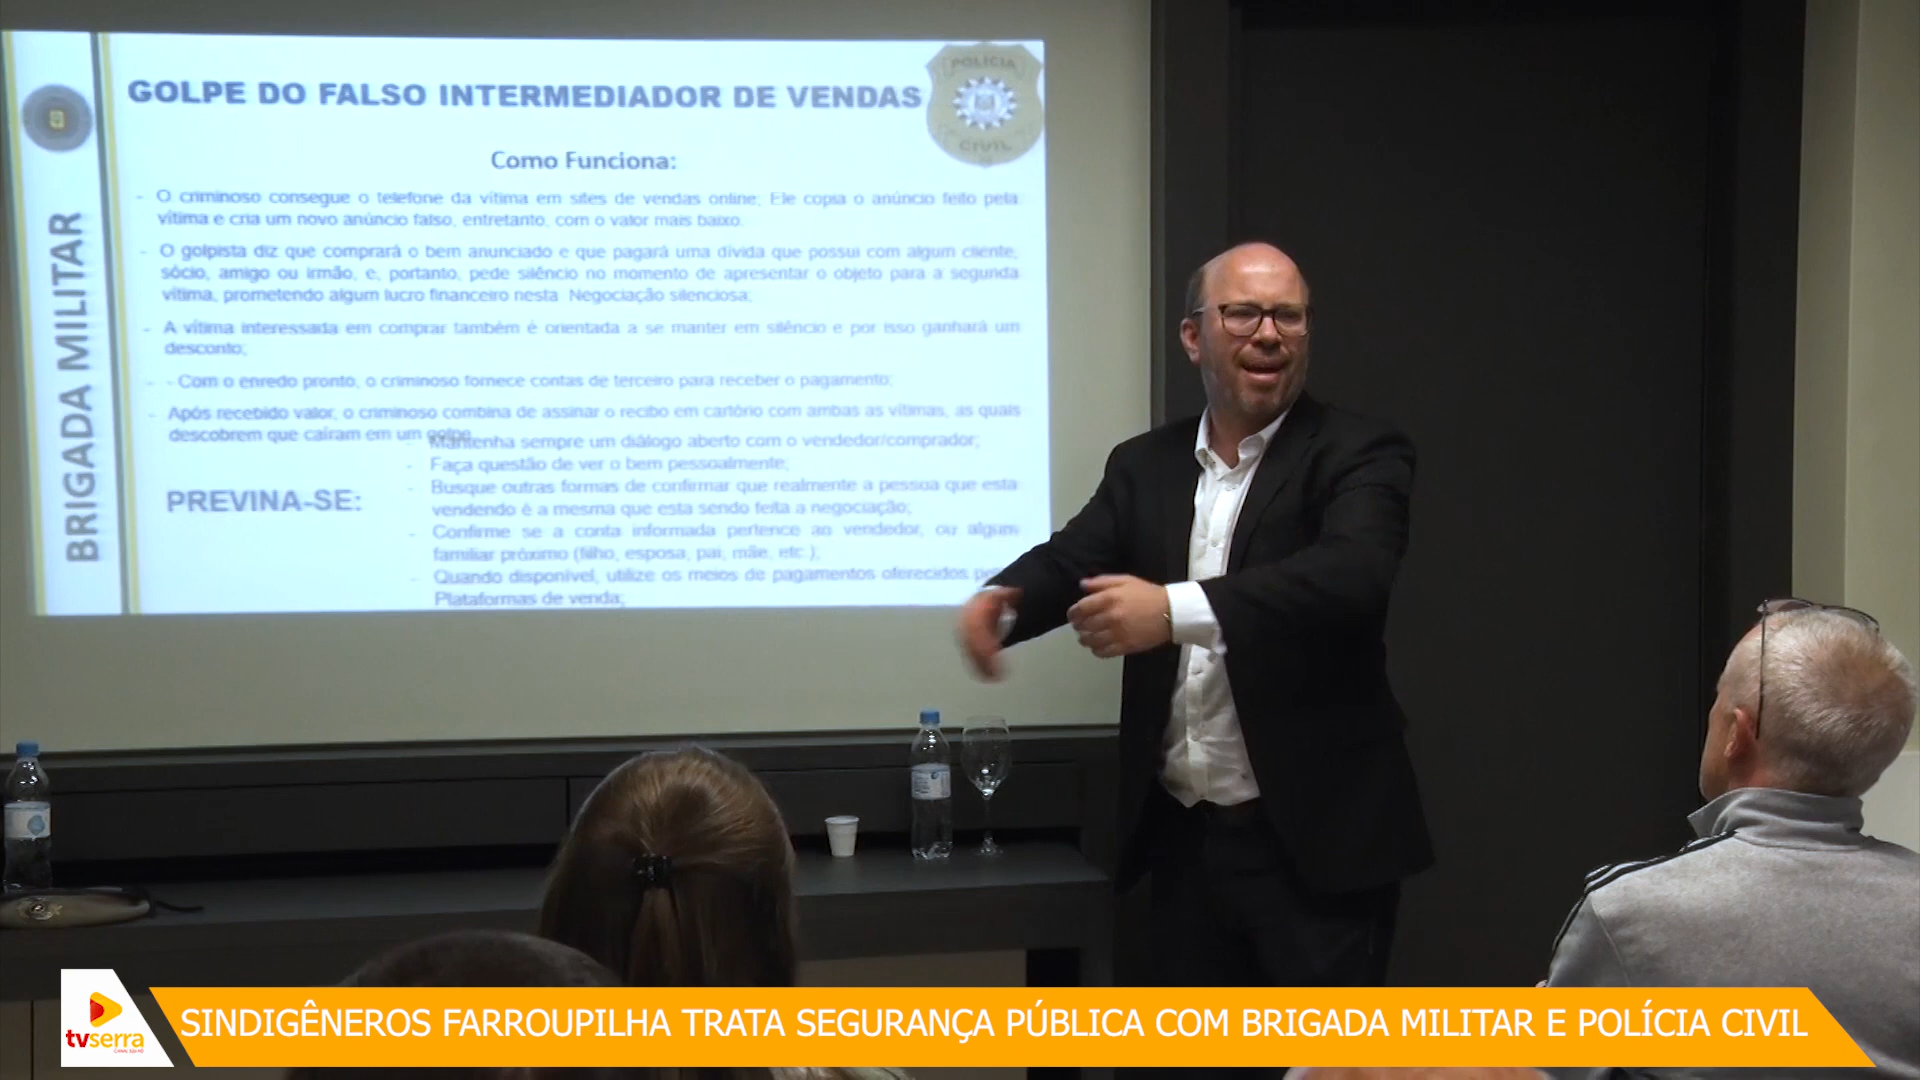 GOLPE DO FALSO INTERMEDIADOR DE VENDAS
POLÍCIA
CIVIL
BRIGADA MILITAR
Como Funciona:
- O criminoso consegue o telefone da vítima em sites de vendas online; Ele copia o anúncio feito pela
vítima e cria um novo anúncio falso, entretanto, com o valor mais baixo.
- O golpista diz que comprará o bem anunciado e que pagará uma dívida que possui com algum cliente,
sócio, amigo ou irmão, e, portanto, pede silêncio no momento de apresentar o objeto para a segunda
vítima, prometendo algum lucro financeiro nesta Negociação silenciosa;
- A vítima interessada em comprar também é orientada a se manter em silêncio e por isso ganhará um
desconto;
- - Com o enredo pronto, o criminoso fornece contas de terceiro para receber o pagamento;
- Após recebido valor, o criminoso combina de assinar o recibo em cartório com ambas as vítimas, as quais
descobrem que caíram em um golpe
PREVINA-SE:
- Mantenha sempre um diálogo aberto com o vendedor/comprador;
- Faça questão de ver o bem pessoalmente;
- Busque outras formas de confirmar que realmente a pessoa que esta
vendendo é a mesma que esta sendo feita a negociação;
- Confirme se a conta informada pertence ao vendedor, ou algum
familiar próximo (filho, esposa, pai, mãe, etc.);
- Quando disponível, utilize os meios de pagamentos oferecidos
Plataformas de venda;
tvserra
SINDIGÊNEROS FARROUPILHA TRATA SEGURANÇA PÚBLICA COM BRIGADA MILITAR E POLÍCIA CIVIL